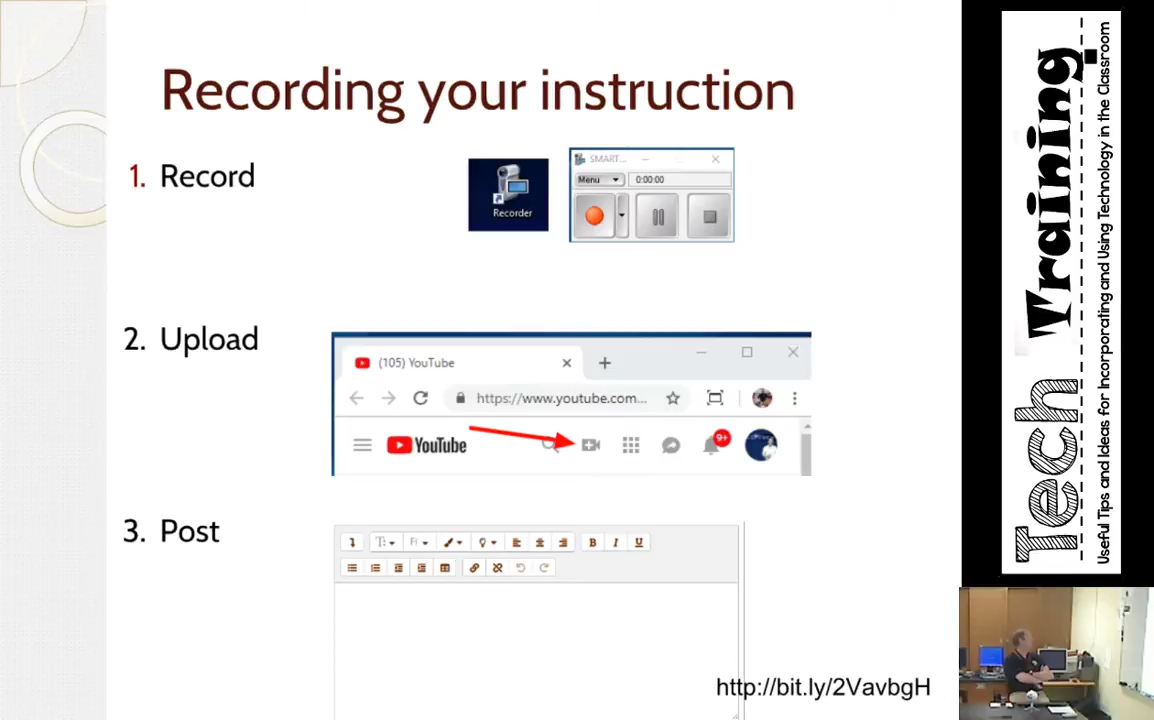 Recording your instruction
1. Record
Recorder
SMART...
Menu
0:00:00
2. Upload
(105) YouTube
https://www.youtube.com...
YouTube
9+
3. Post
B I U
http://bit.ly/2VavbgH
Tech Training
Useful Tips and Ideas for Incorporating and Using Technology in the Classroom